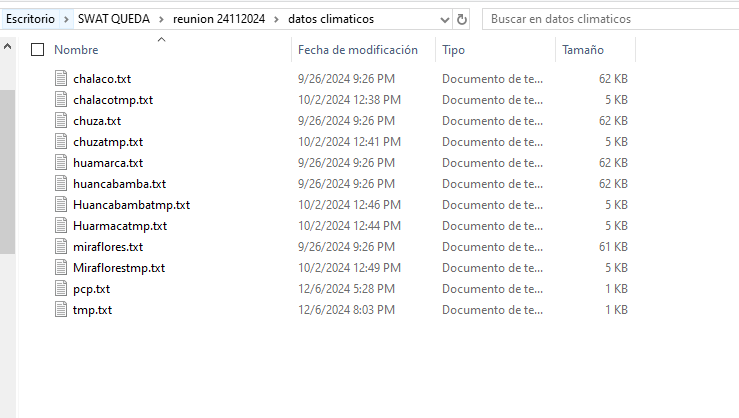 Escritorio > SWAT QUEDA > reunion 24112024 > datos climaticos Buscar en datos climaticos
Nombre Fecha de modificación Tipo Tamaño
chalaco.txt 9/26/2024 9:26 PM Documento de te... 62 KB
chalacotmp.txt 10/2/2024 12:38 PM Documento de te... 5 KB
chuza.txt 9/26/2024 9:26 PM Documento de te... 62 KB
chuzatmp.txt 10/2/2024 12:41 PM Documento de te... 5 KB
huamarca.txt 9/26/2024 9:26 PM Documento de te... 62 KB
huancabamba.txt 9/26/2024 9:26 PM Documento de te... 62 KB
Huancabambatmp.txt 10/2/2024 12:46 PM Documento de te... 5 KB
Huarmacatmp.txt 10/2/2024 12:44 PM Documento de te... 5 KB
miraflores.txt 9/26/2024 9:26 PM Documento de te... 61 KB
Miraflorestmp.txt 10/2/2024 12:49 PM Documento de te... 5 KB
pcp.txt 12/6/2024 5:28 PM Documento de te... 1 KB
tmp.txt 12/6/2024 8:03 PM Documento de te... 1 KB